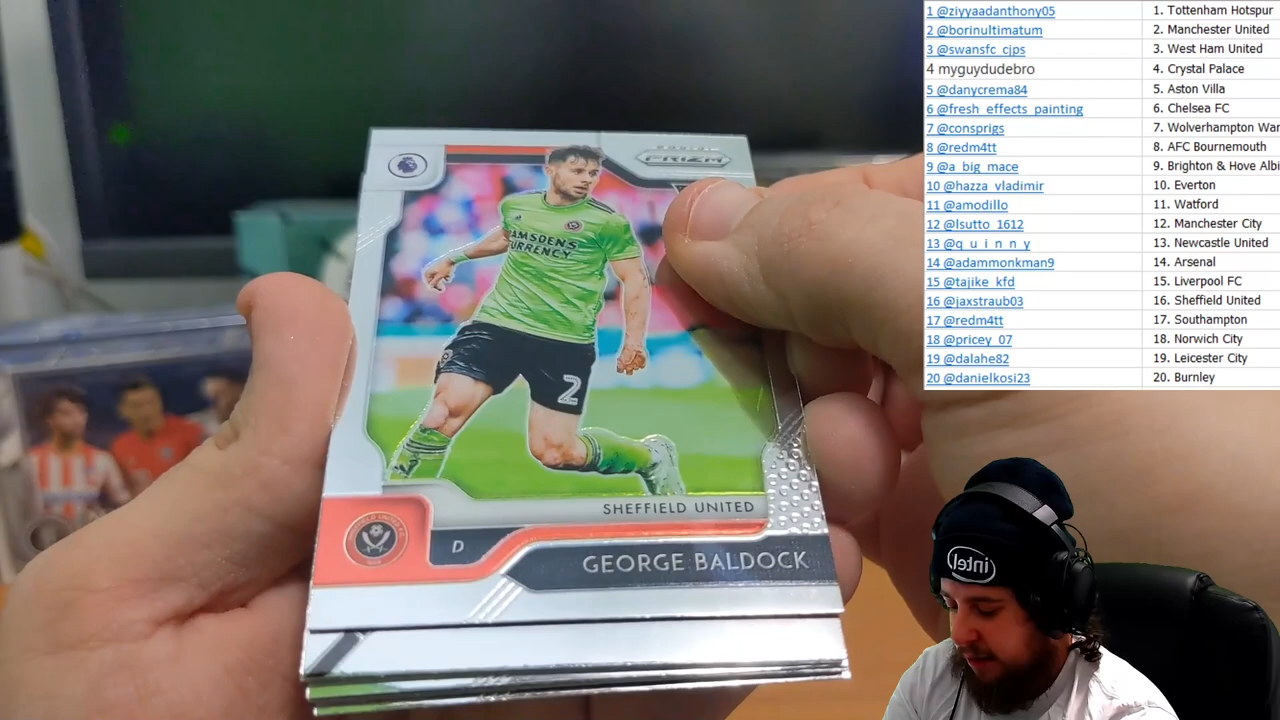 PRIZM
RAMSDENS
CURRENCY
2
SHEFFIELD UNITED
D
GEORGE BALDOCK
1 @ziyyaadanthony05 1. Tottenham Hotspur
2 @borinultimatum 2. Manchester United
3 @swansfc_cjps 3. West Ham United
4 myguydudebro 4. Crystal Palace
5 @danycrema84 5. Aston Villa
6 @fresh_effects_painting 6. Chelsea FC
7 @consprigs 7. Wolverhampton Wan
8 @redm4tt 8. AFC Bournemouth
9 @a_big_mace 9. Brighton & Hove Albi
10 @hazza_vladimir 10. Everton
11 @amodillo 11. Watford
12 @lsutto_1612 12. Manchester City
13 @q_u_i_n_n_y 13. Newcastle United
14 @adammonkman9 14. Arsenal
15 @tajike_kfd 15. Liverpool FC
16 @jaxstraub03 16. Sheffield United
17 @redm4tt 17. Southampton
18 @pricey_07 18. Norwich City
19 @dalahe82 19. Leicester City
20 @danielkosi23 20. Burnley
intel